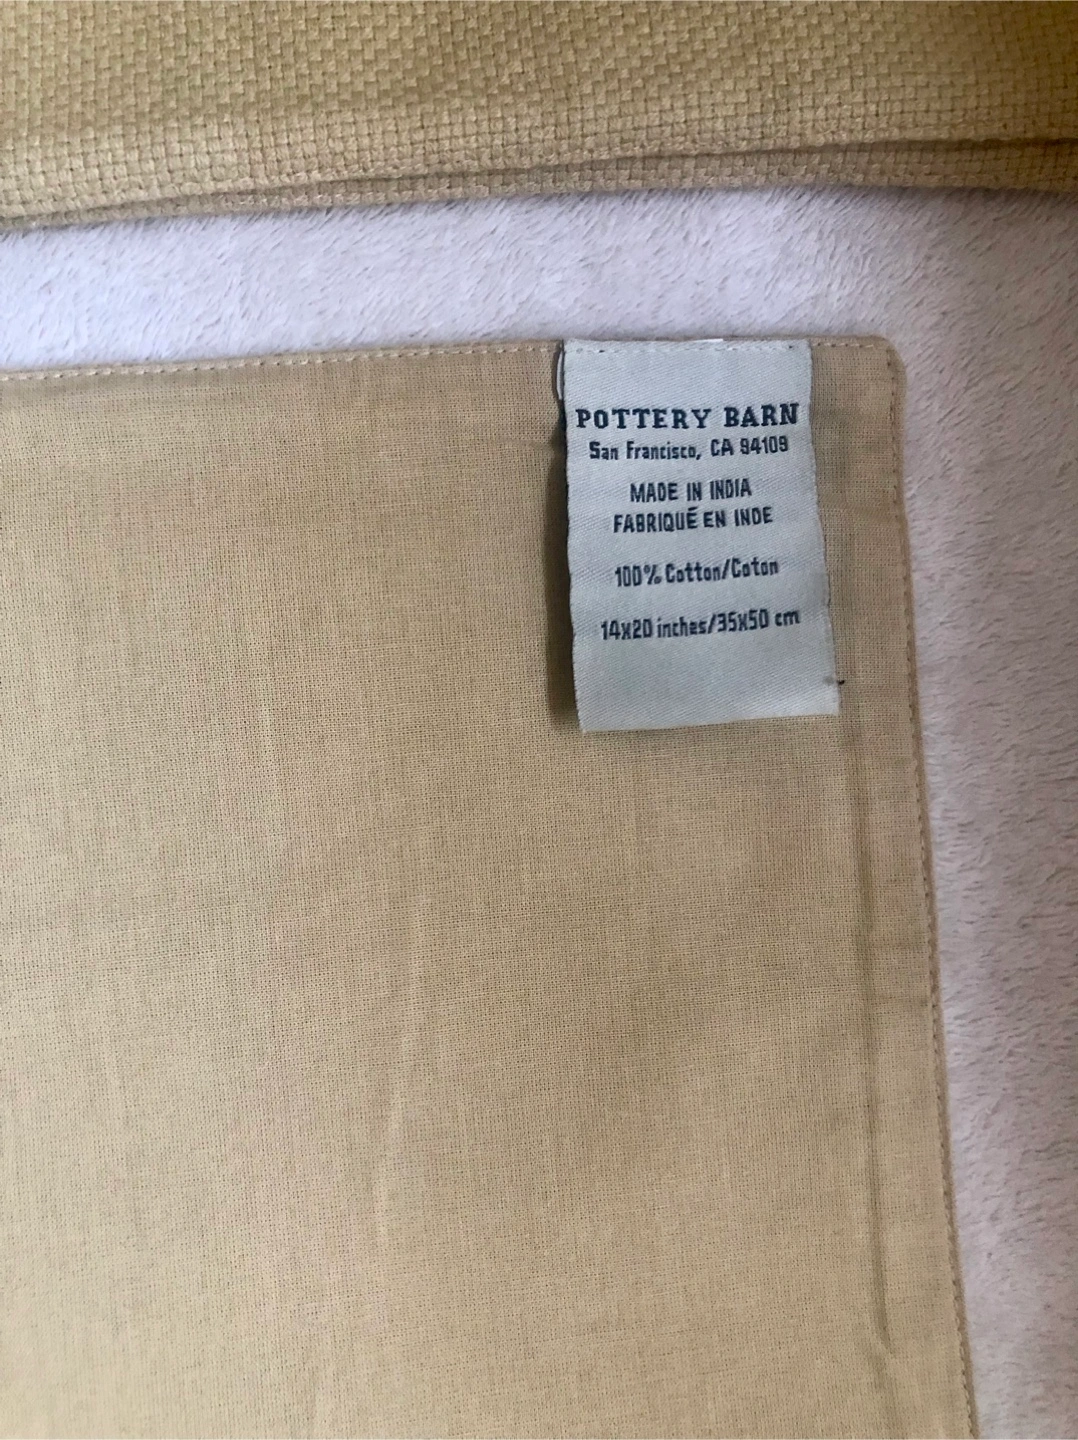 POTTERY BARN
San Francisco, CA 94109
MADE IN INDIA
FABRIQUÉ EN INDE
100% Cotton/Coton
14x20 inches/35x50 cm